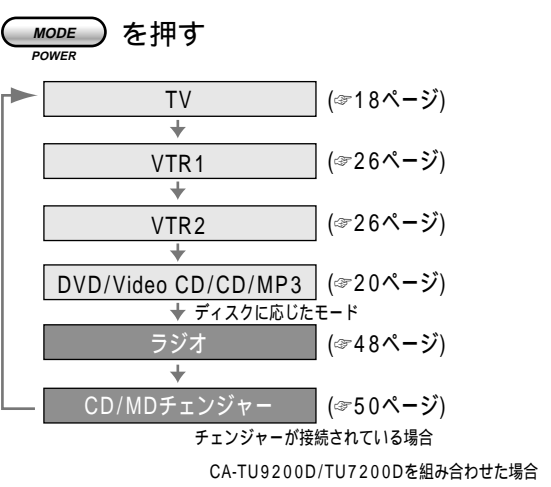 MODE を押す
POWER
TV (☞18ページ)
VTR1 (☞26ページ)
VTR2 (☞26ページ)
DVD/Video CD/CD/MP3 (☞20ページ)
ディスクに応じたモード
ラジオ (☞48ページ)
CD/MDチェンジャー (☞50ページ)
チェンジャーが接続されている場合
CA-TU9200D/TU7200Dを組み合わせた場合